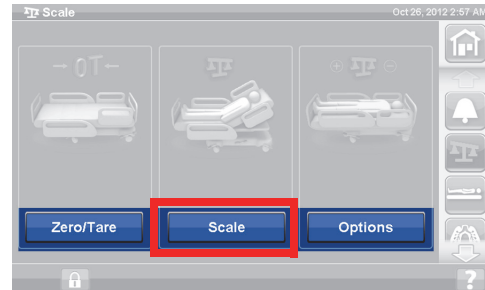 Scale
Oct 26, 2012 2:57 AM
→ 0T ←
Zero/Tare
Scale
Options
?